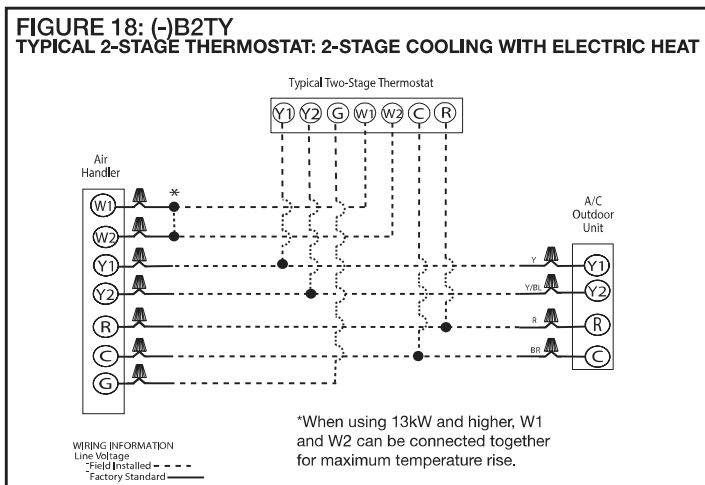 FIGURE 18: (-)B2TY
TYPICAL 2-STAGE THERMOSTAT: 2-STAGE COOLING WITH ELECTRIC HEAT
Typical Two-Stage Thermostat
Y1 Y2 G W1 W2 C R
Air
Handler
W1
W2
Y1
Y2
R
C
G
*
A/C
Outdoor
Unit
Y
Y1
Y/BL
Y2
R
R
BR
C
*When using 13kW and higher, W1
and W2 can be connected together
for maximum temperature rise.
WIRING INFORMATION
Line Voltage
-Field Installed
Factory Standard